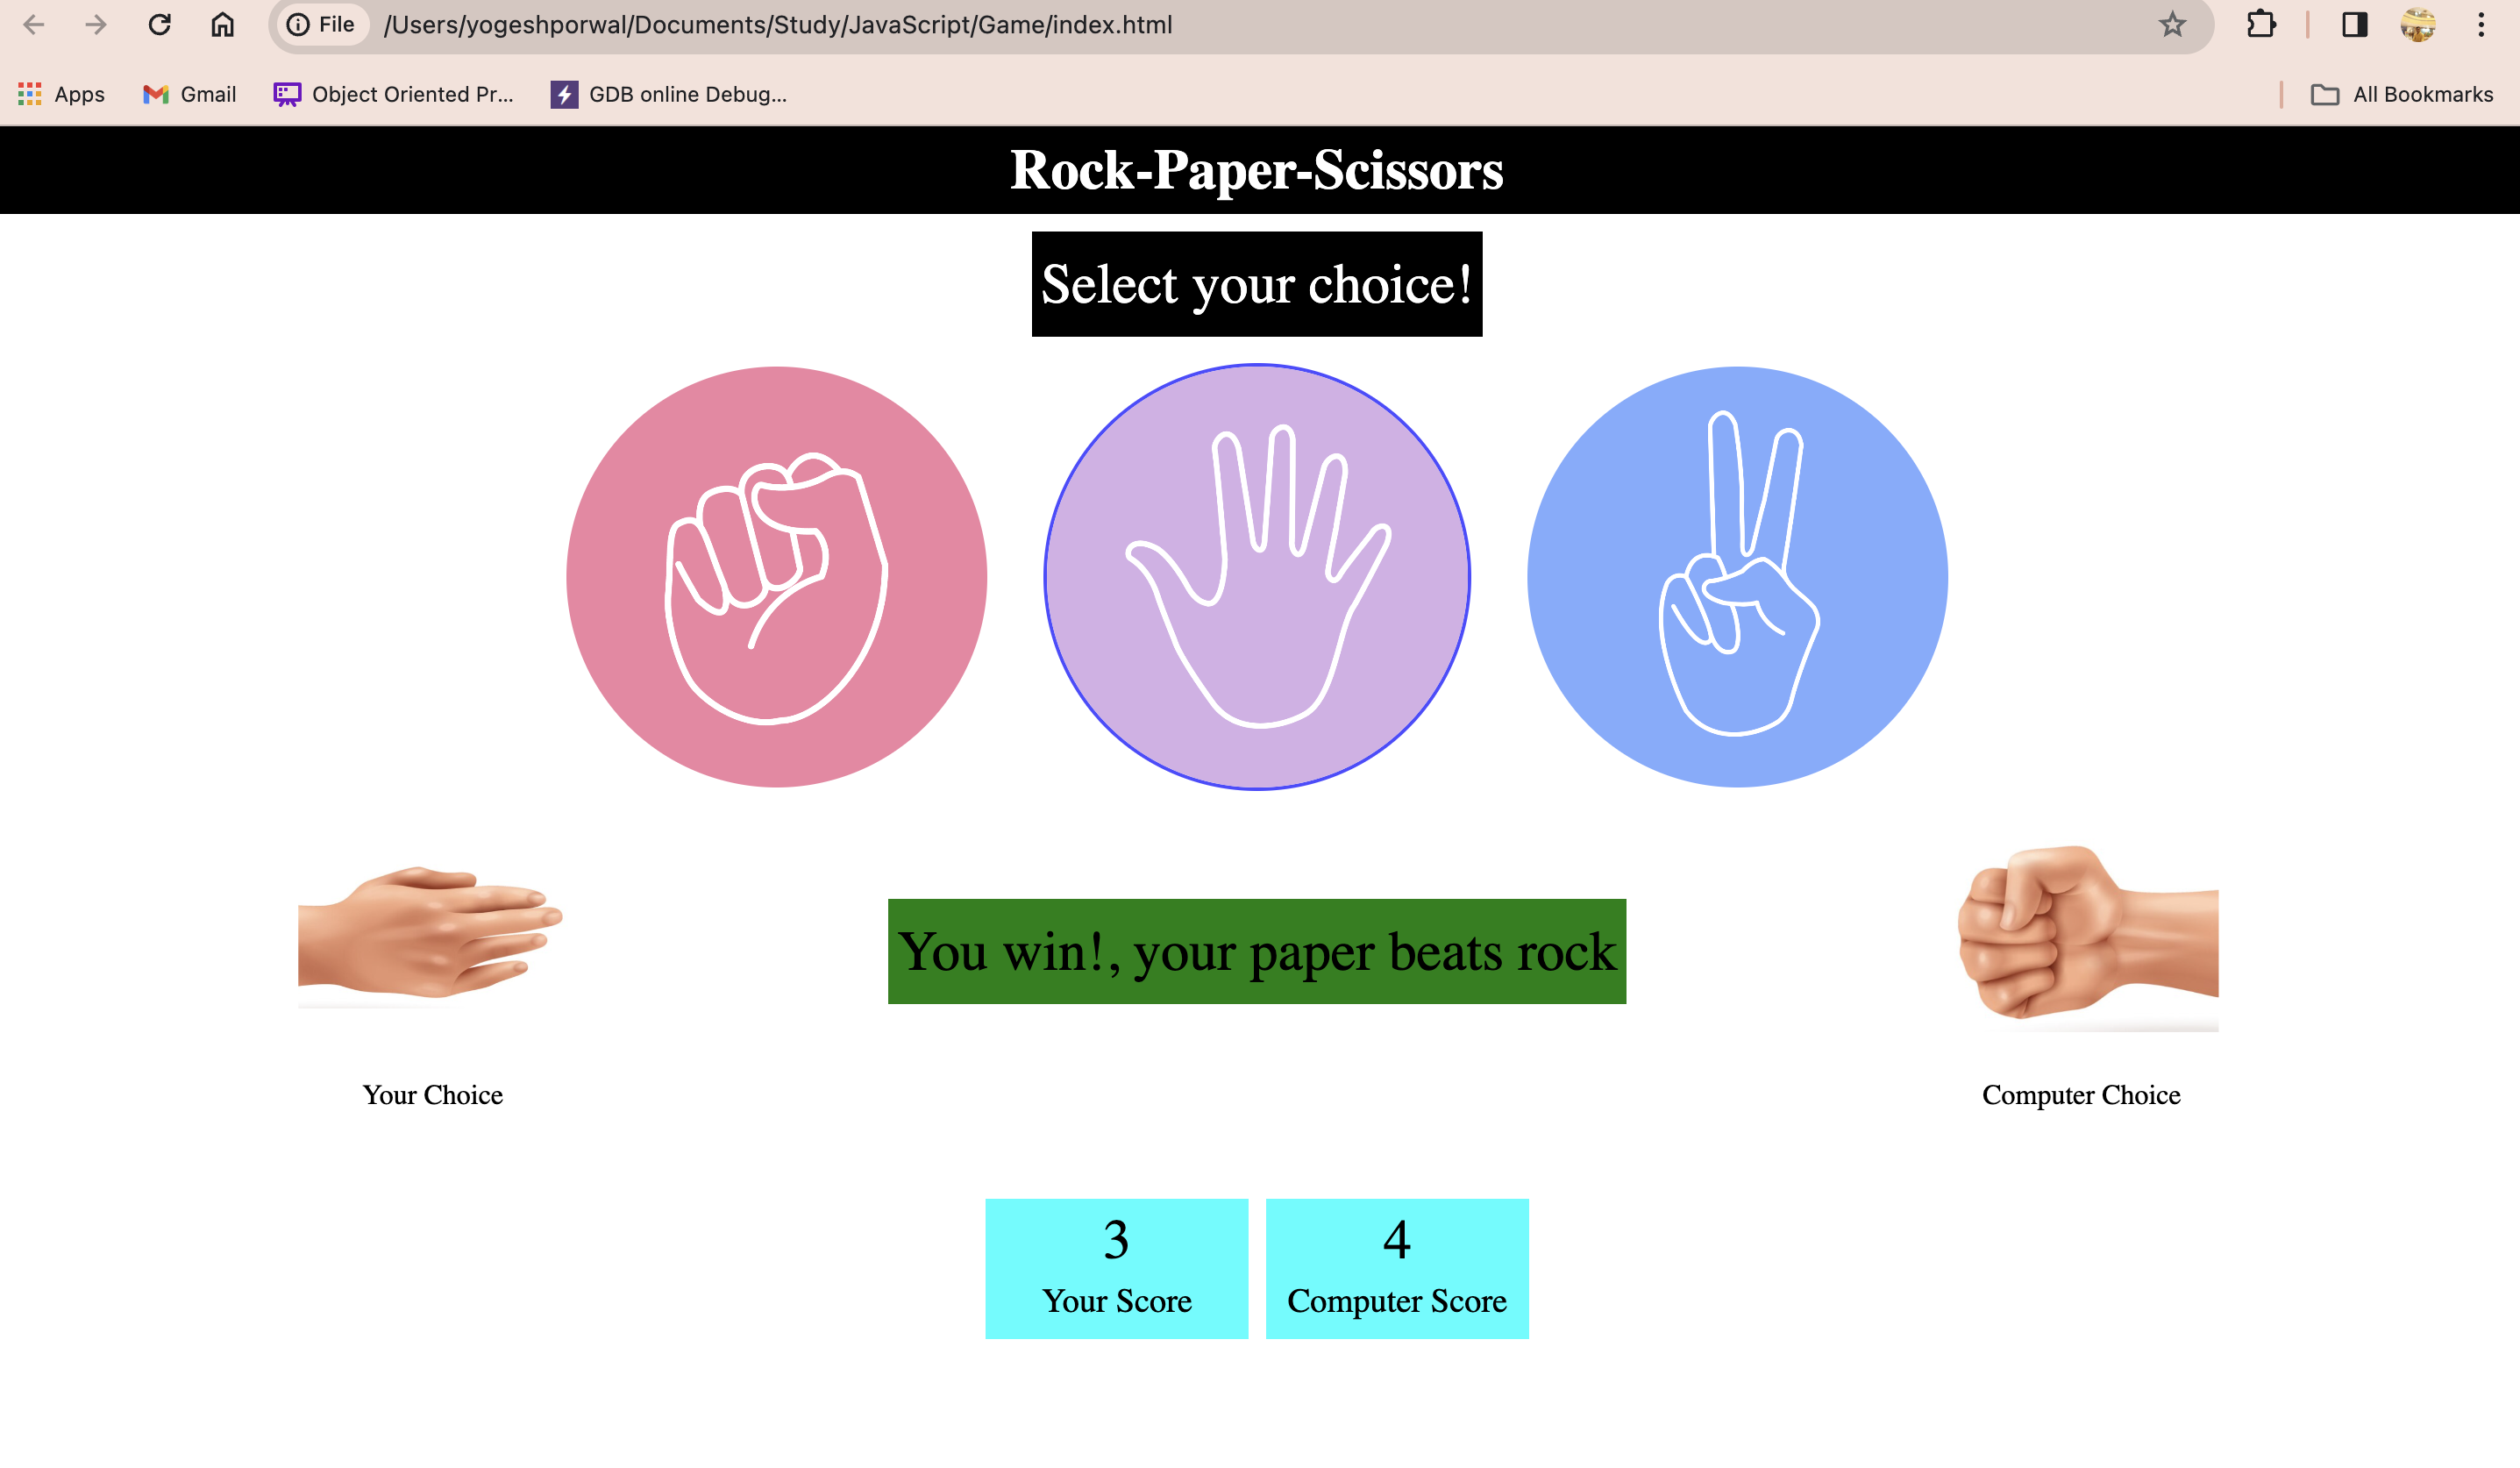 File /Users/yogeshporwal/Documents/Study/JavaScript/Game/index.html
Apps Gmail Object Oriented Pr... GDB online Debug... All Bookmarks
Rock-Paper-Scissors
Select your choice!
You win!, your paper beats rock
Your Choice
Computer Choice
3
Your Score
4
Computer Score